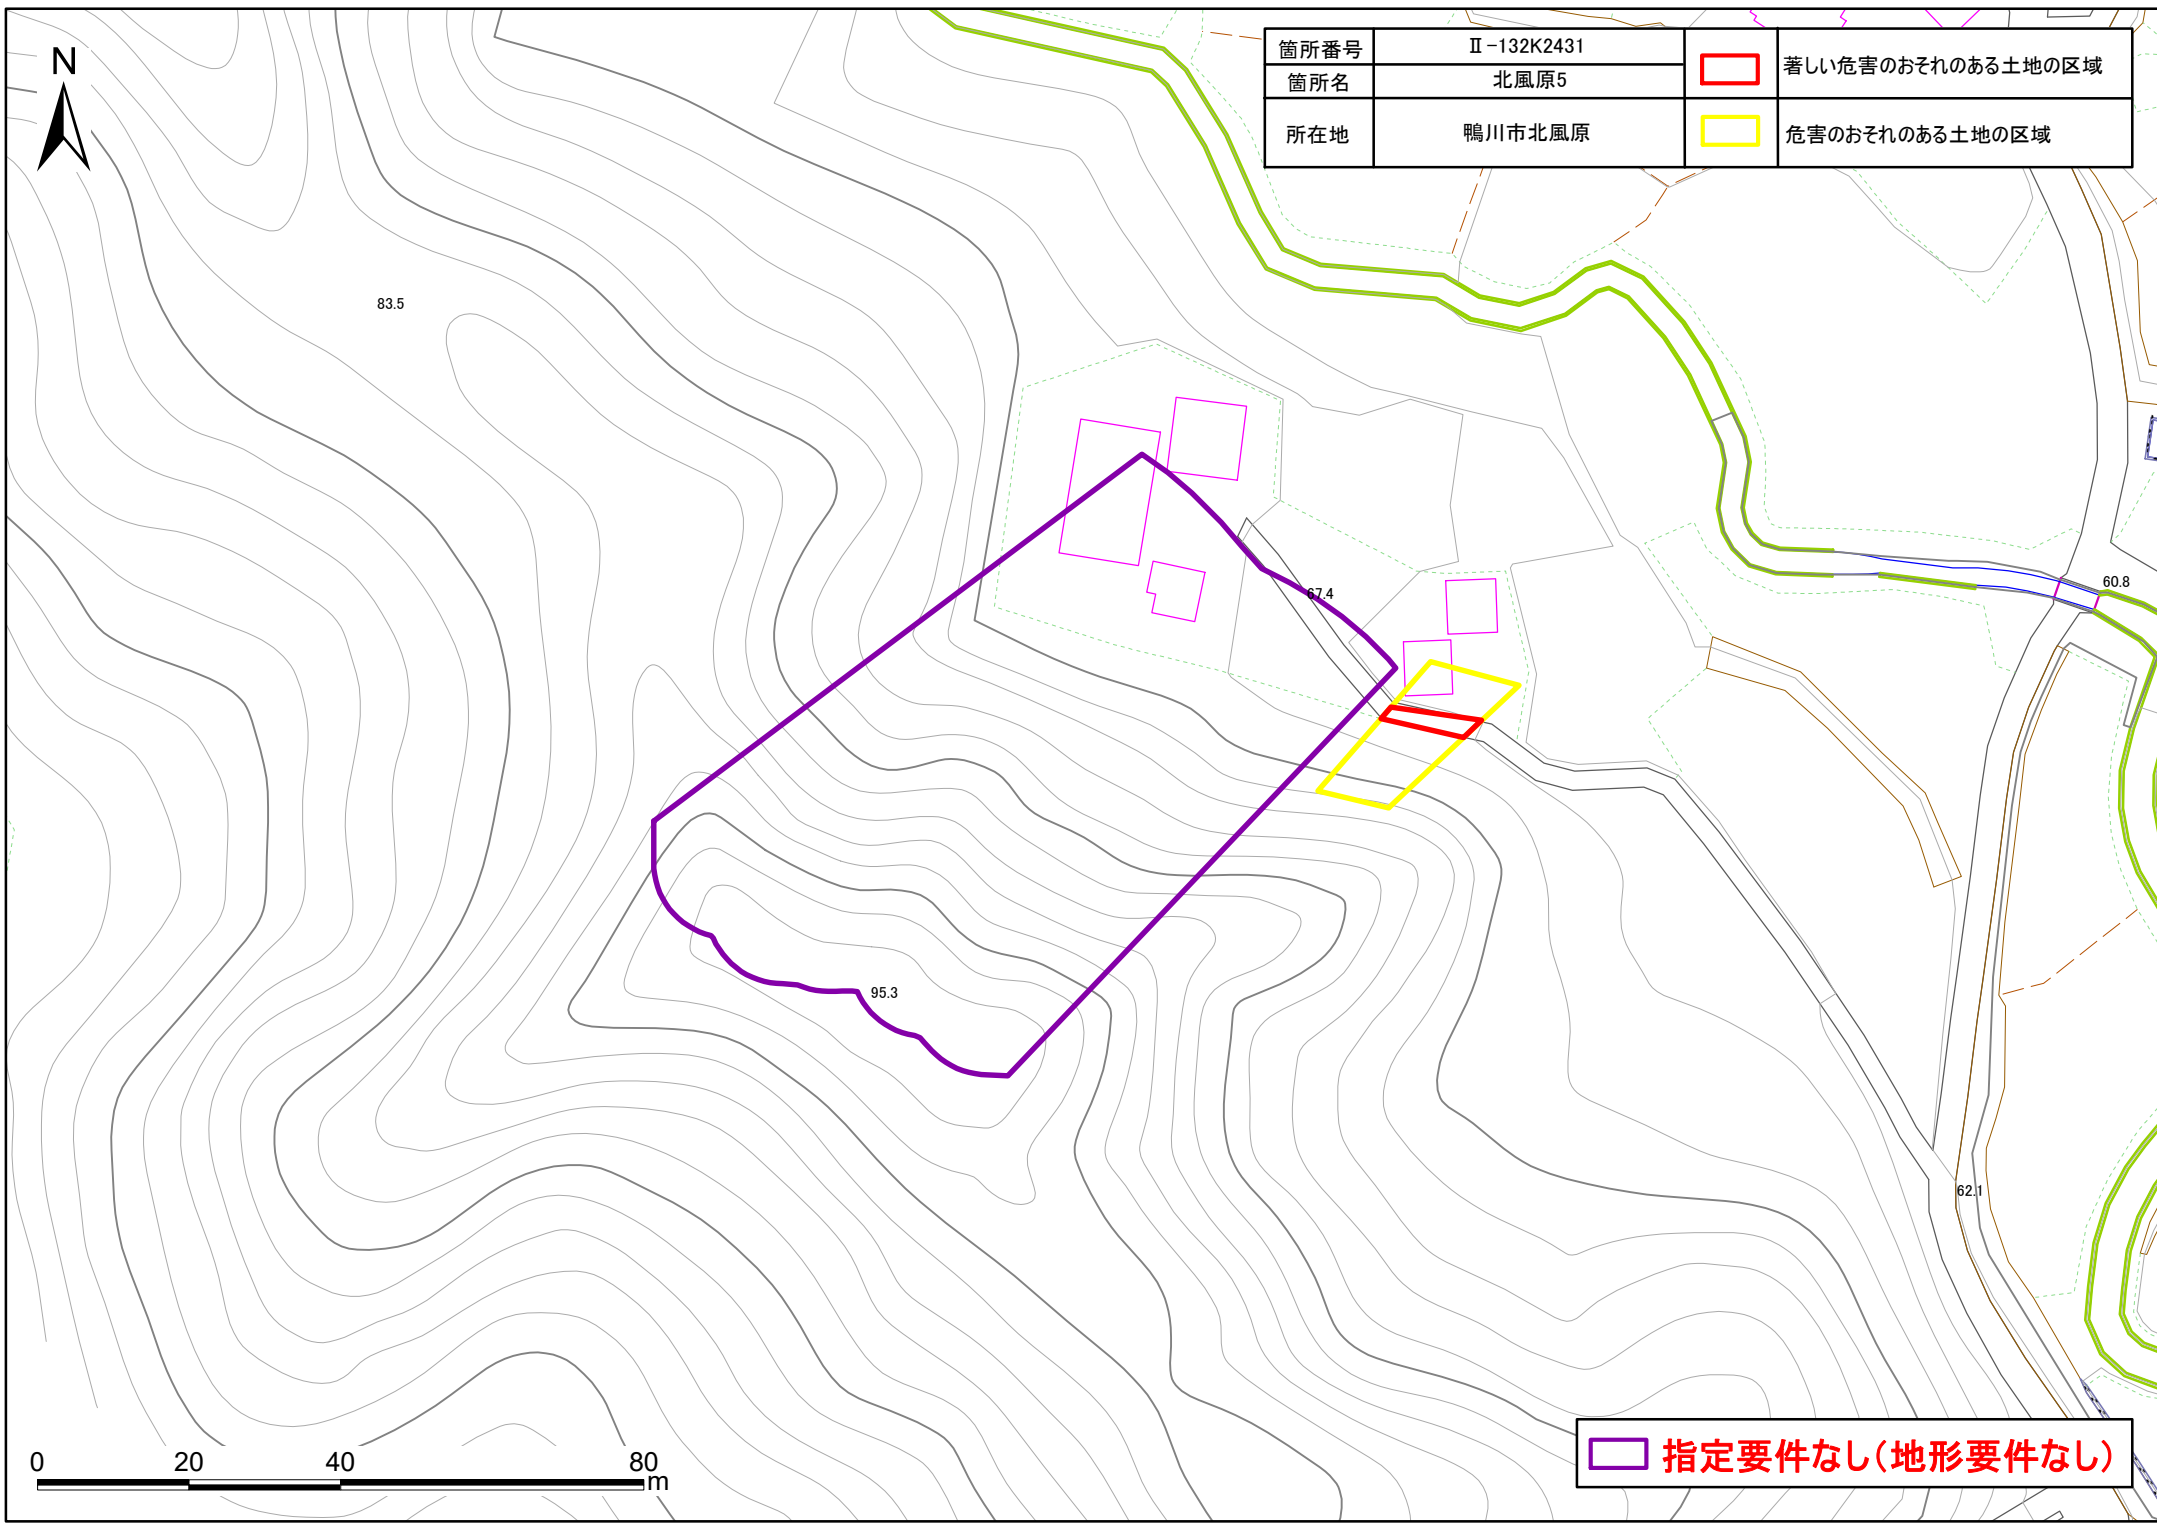 N
箇所番号
Ⅱ-132K2431
著しい危害のおそれのある土地の区域
箇所名
北風原5
所在地
鴨川市北風原
危害のおそれのある土地の区域
83.5
67.4
60.8
95.3
62.1
0 20 40 80
m
指定要件なし(地形要件なし)